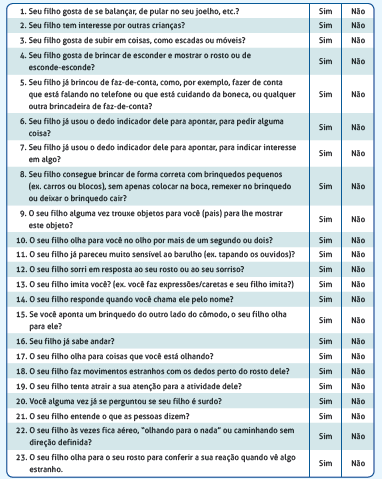 1. Seu filho gosta de se balançar, de pular no seu joelho, etc.? Sim Não
2. Seu filho tem interesse por outras crianças? Sim Não
3. Seu filho gosta de subir em coisas, como escadas ou móveis? Sim Não
4. Seu filho gosta de brincar de esconder e mostrar o rosto ou de
esconde-esconde? Sim Não
5. Seu filho já brincou de faz-de-conta, como, por exemplo, fazer de conta
que está falando no telefone ou que está cuidando da boneca, ou qualquer
outra brincadeira de faz-de-conta? Sim Não
6. Seu filho já usou o dedo indicador dele para apontar, para pedir alguma
coisa? Sim Não
7. Seu filho já usou o dedo indicador dele para apontar, para indicar interesse
em algo? Sim Não
8. Seu filho consegue brincar de forma correta com brinquedos pequenos
(ex. carros ou blocos), sem apenas colocar na boca, remexer no brinquedo
ou deixar o brinquedo cair? Sim Não
9. O seu filho alguma vez trouxe objetos para você (pais) para lhe mostrar
este objeto? Sim Não
10. O seu filho olha para você no olho por mais de um segundo ou dois? Sim Não
11. O seu filho já pareceu muito sensível ao barulho (ex. tapando os ouvidos)? Sim Não
12. O seu filho sorri em resposta ao seu rosto ou ao seu sorriso? Sim Não
13. O seu filho imita você? (ex. você faz expressões/caretas e seu filho imita?) Sim Não
14. O seu filho responde quando você chama ele pelo nome? Sim Não
15. Se você aponta um brinquedo do outro lado do cômodo, o seu filho olha
para ele? Sim Não
16. Seu filho já sabe andar? Sim Não
17. O seu filho olha para coisas que você está olhando? Sim Não
18. O seu filho faz movimentos estranhos com os dedos perto do rosto dele? Sim Não
19. O seu filho tenta atrair a sua atenção para a atividade dele? Sim Não
20. Você alguma vez já se perguntou se seu filho é surdo? Sim Não
21. O seu filho entende o que as pessoas dizem? Sim Não
22. O seu filho às vezes fica aéreo, "olhando para o nada" ou caminhando sem
direção definida? Sim Não
23. O seu filho olha para o seu rosto para conferir a sua reação quando vê algo
estranho. Sim Não